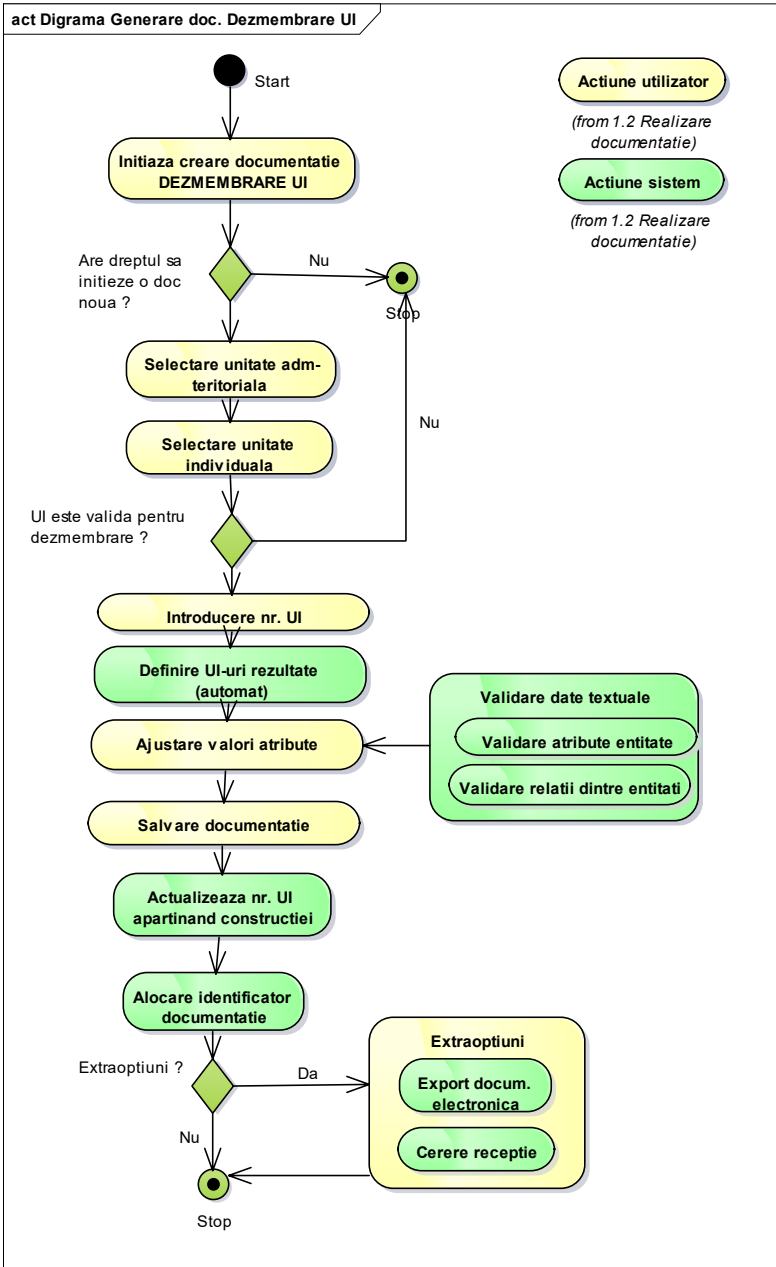 act Digrama Generare doc. Dezmembrare UI
Start
Actiune utilizator
(from 1.2 Realizare
documentatie)
Actiune sistem
(from 1.2 Realizare
documentatie)
Initiaza creare documentatie
DEZMEMBRARE UI
Are dreptul sa
initieze o doc
noua ?
Nu
Stop
Selectare unitate adm-
teritoriala
Selectare unitate
individuala
Nu
UI este valida pentru
dezmembrare ?
Introducere nr. UI
Definire UI-uri rezultate
(automat)
Validare date textuale
Validare atribute entitate
Validare relatii dintre entitati
Ajustare valori atribute
Salvare documentatie
Actualizeaza nr. UI
apartinand constructiei
Alocare identificator
documentatie
Extraoptiuni ?
Da
Extraoptiuni
Export docum.
electronica
Cerere receptie
Nu
Stop